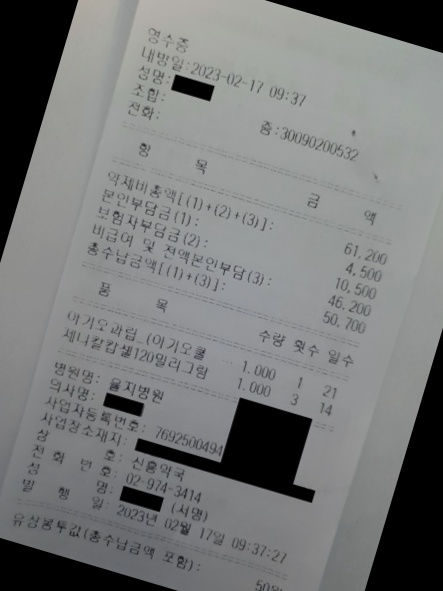 영수증
내방일:2023-02-17 09:37
성명:
조합: 증:30090200532
전화:
항 목 금 액
약제비총액[(1)+(2)+(3)]: 61,200
본인부담금(1): 4,500
보험자부담금(2): 10,500
비급여 및 전액본인부담(3): 46,200
총수납금액[(1)+(3)]: 50,700
품 목 수량 횟수 일수
아기오과립_(아기오쿨 1.000 1 21
제니칼캅셀120밀리그람 1.000 3 14
병원명: 을지병원
의사명:
사업자등록번호: 7692500494
사업장소재지:
상 호: 신흥약국
전 화 번 호: 02-974-3414
성 명: (서명)
발 행 일: 2023년 02월 17일 09:37:27
유상봉투값(총수납금액 포함): 50원